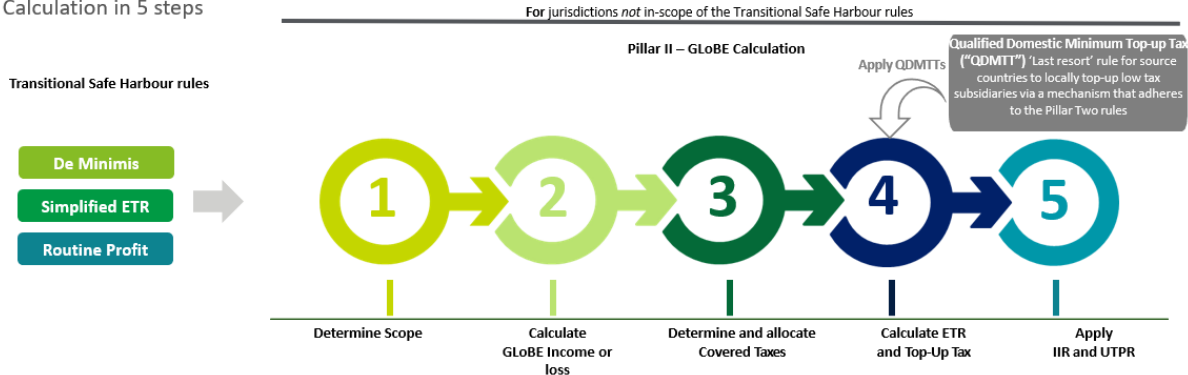 Calculation in 5 steps
For jurisdictions not in-scope of the Transitional Safe Harbour rules
Pillar II – GLoBE Calculation
Transitional Safe Harbour rules
Apply QDMTTs
Qualified Domestic Minimum Top-up Tax
("QDMTT") 'Last resort' rule for source
countries to locally top-up low tax
subsidiaries via a mechanism that adheres
to the Pillar Two rules
De Minimis
Simplified ETR
Routine Profit
1
2
3
4
5
Determine Scope
Calculate
GLoBE Income or
loss
Determine and allocate
Covered Taxes
Calculate ETR
and Top-Up Tax
Apply
IIR and UTPR